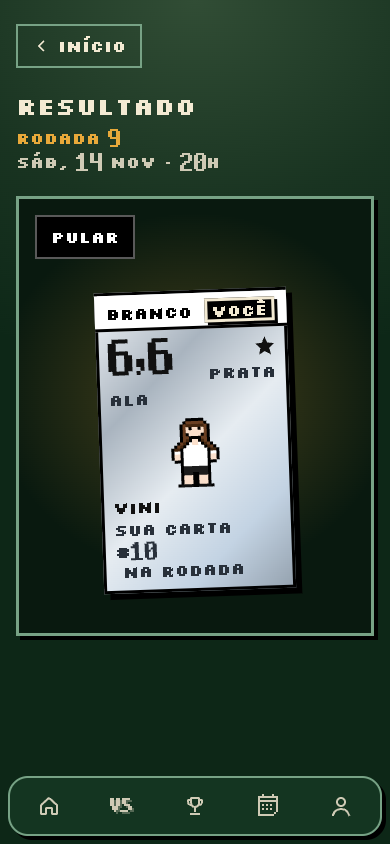 INÍCIO
RESULTADO
RODADA 9
SÁB, 14 NOV · 20H
PULAR
BRANCO VOCÊ
6,6
PRATA
ALA
VINI
SUA CARTA
#10
NA RODADA
VS